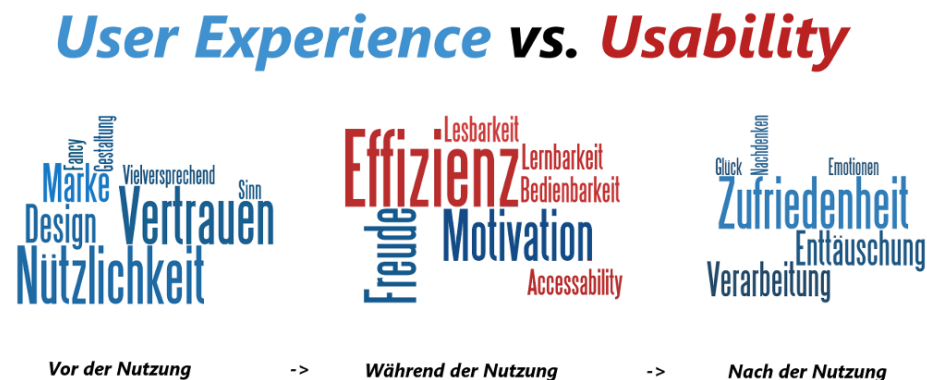 User Experience vs. Usability
Fancy
Gestaltung
Marke
Vielversprechend
Sinn
Design
Vertrauen
Nützlichkeit
Lesbarkeit
Effizienz
Lernbarkeit
Bedienbarkeit
Freude
Motivation
Accessability
Glück
Nachdenken
Emotionen
Zufriedenheit
Enttäuschung
Verarbeitung
Vor der Nutzung -> Während der Nutzung -> Nach der Nutzung